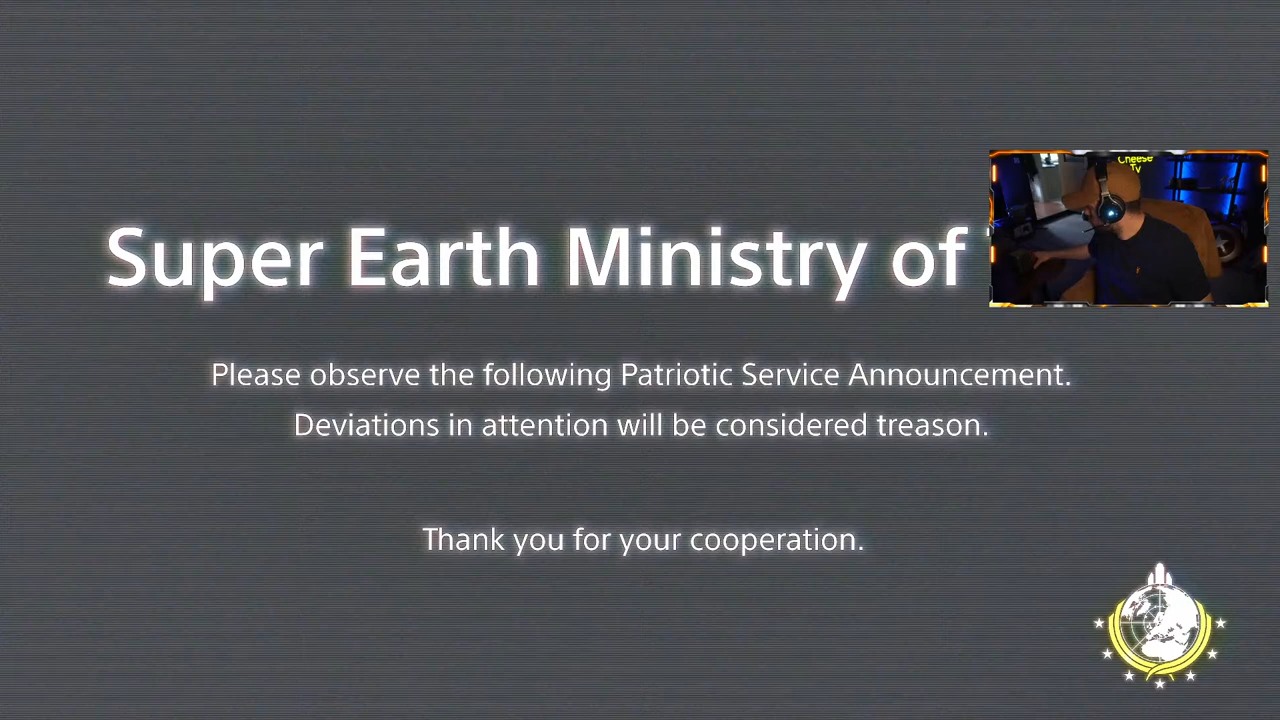 Cheese
Tv
Super Earth Ministry of
Please observe the following Patriotic Service Announcement.
Deviations in attention will be considered treason.
Thank you for your cooperation.